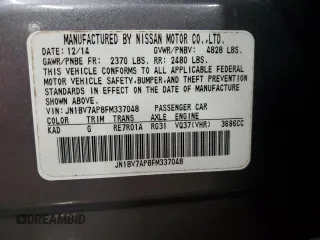 MANUFACTURED BY NISSAN MOTOR CO.,LTD.
DATE: 12/14 GVWR/PNBV: 4828 LBS.
GAWR/PNBE FR: 2370 LBS. RR: 2480 LBS.
THIS VEHICLE CONFORMS TO ALL APPLICABLE FEDERAL
MOTOR VEHICLE SAFETY,BUMPER,AND THEFT PREVENTION
STANDARDS IN EFFECT ON THE DATE OF MANUFACTURE
SHOWN ABOVE.
VIN: JN1BV7AP8FM337048 PASSENGER CAR
COLOR TRIM TRANS AXLE ENGINE
KAD G RE7R01A RG31 VQ37(VHR) 3696CC
JN1BV7AP8FM337048
© DREAMBID